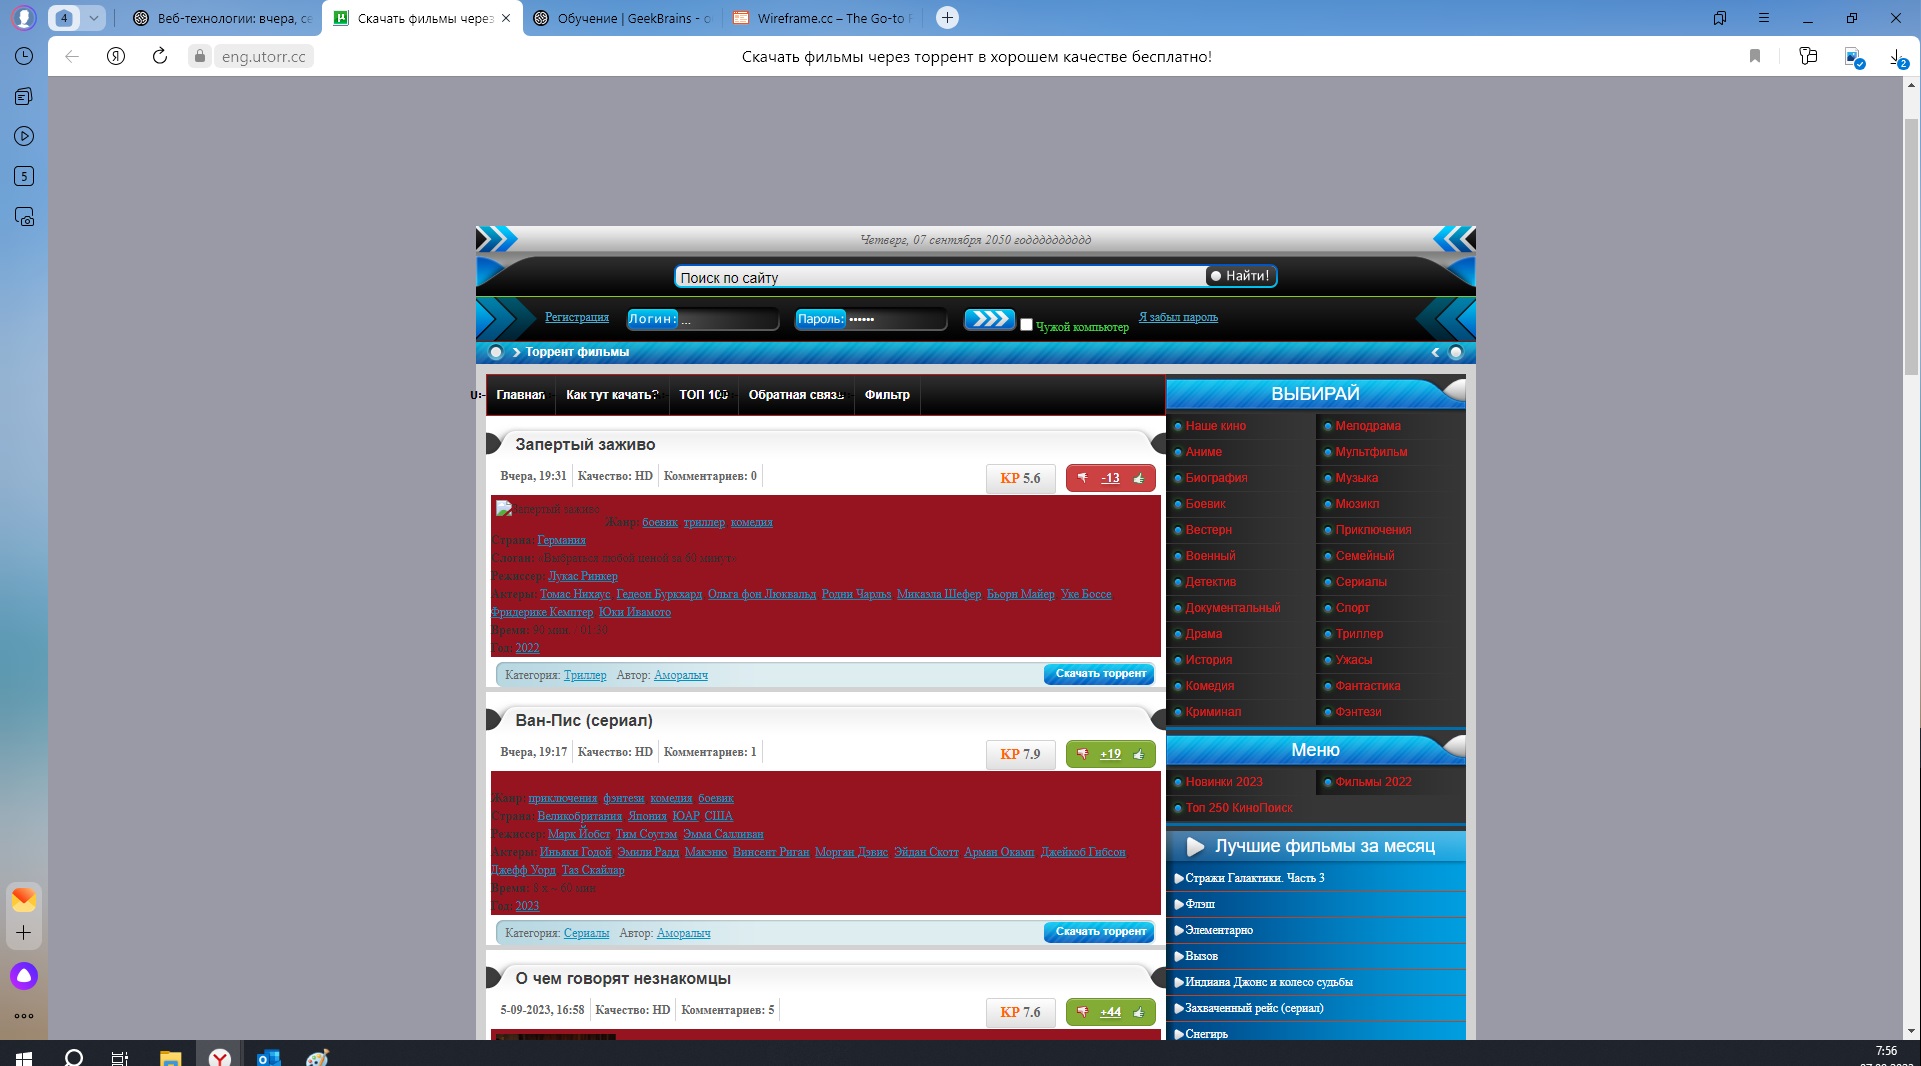 4
Веб-технологии: вчера, се
Скачать фильмы через
Обучение | GeekBrains - о
Wireframe.cc – The Go-to F
eng.utorr.cc
Скачать фильмы через торрент в хорошем качестве бесплатно!
2
5
Четверг, 07 сентября 2050 годдддддддддд
Поиск по сайту
Найти!
Регистрация
Логин: ...
Пароль: ••••••
Чужой компьютер
Я забыл пароль
Торрент фильмы
Главная
Как тут качать?
ТОП 100
Обратная связь
Фильтр
Запертый заживо
Вчера, 19:31 Качество: HD Комментариев: 0
КР 5.6
-13
Запертый заживо
Жанр: боевик триллер комедия
Страна: Германия
Слоган: «Выбраться любой ценой за 60 минут»
Режиссер: Лукас Ринкер
Актеры: Томас Нихаус Гедеон Буркхард Ольга фон Люквальд Родни Чарльз Микаэла Шефер Бьорн Майер Уке Боссе
Фридерике Кемптер Юки Ивамото
Время: 90 мин. / 01:30
Год: 2022
Категория: Триллер Автор: Аморалыч
Скачать торрент
Ван-Пис (сериал)
Вчера, 19:17 Качество: HD Комментариев: 1
КР 7.9
+19
Жанр: приключения фэнтези комедия боевик
Страна: Великобритания Япония ЮАР США
Режиссер: Марк Йобст Тим Соутэм Эмма Салливан
Актеры: Иньяки Годой Эмили Радд Макэню Винсент Риган Морган Дэвис Эйдан Скотт Арман Окамп Джейкоб Гибсон
Джефф Уорд Таз Скайлар
Время: 8 x ~ 60 мин
Год: 2023
Категория: Сериалы Автор: Аморалыч
Скачать торрент
О чем говорят незнакомцы
5-09-2023, 16:58 Качество: HD Комментариев: 5
КР 7.6
+44
ВЫБИРАЙ
Наше кино
Мелодрама
Аниме
Мультфильм
Биография
Музыка
Боевик
Мюзикл
Вестерн
Приключения
Военный
Семейный
Детектив
Сериалы
Документальный
Спорт
Драма
Триллер
История
Ужасы
Комедия
Фантастика
Криминал
Фэнтези
Меню
Новинки 2023
Фильмы 2022
Топ 250 КиноПоиск
Лучшие фильмы за месяц
Стражи Галактики. Часть 3
Флэш
Элементарно
Вызов
Индиана Джонс и колесо судьбы
Захваченный рейс (сериал)
Снегирь
7:56